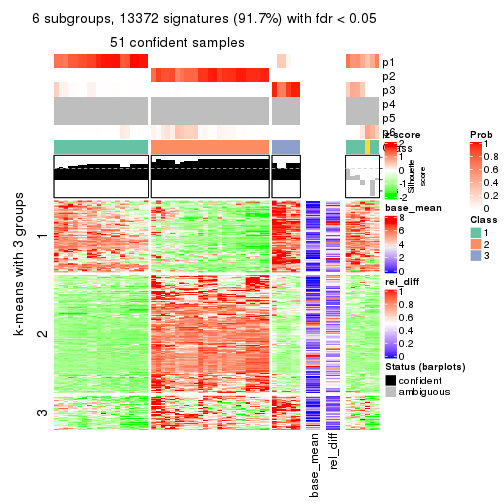 6 subgroups, 13372 signatures (91.7%) with fdr < 0.05
51 confident samples
p1
p2
p3
p4
p5
p6
Class
1
2
3
k-means with 3 groups
base_mean
rel_diff
Silhouette
score
z-score
2
1
0
-1
-2
base_mean
8
6
4
2
0
rel_diff
1
0.8
0.6
0.4
0.2
0
Status (barplots)
confident
ambiguous
Prob
1
0.8
0.6
0.4
0.2
0
Class
1
2
3